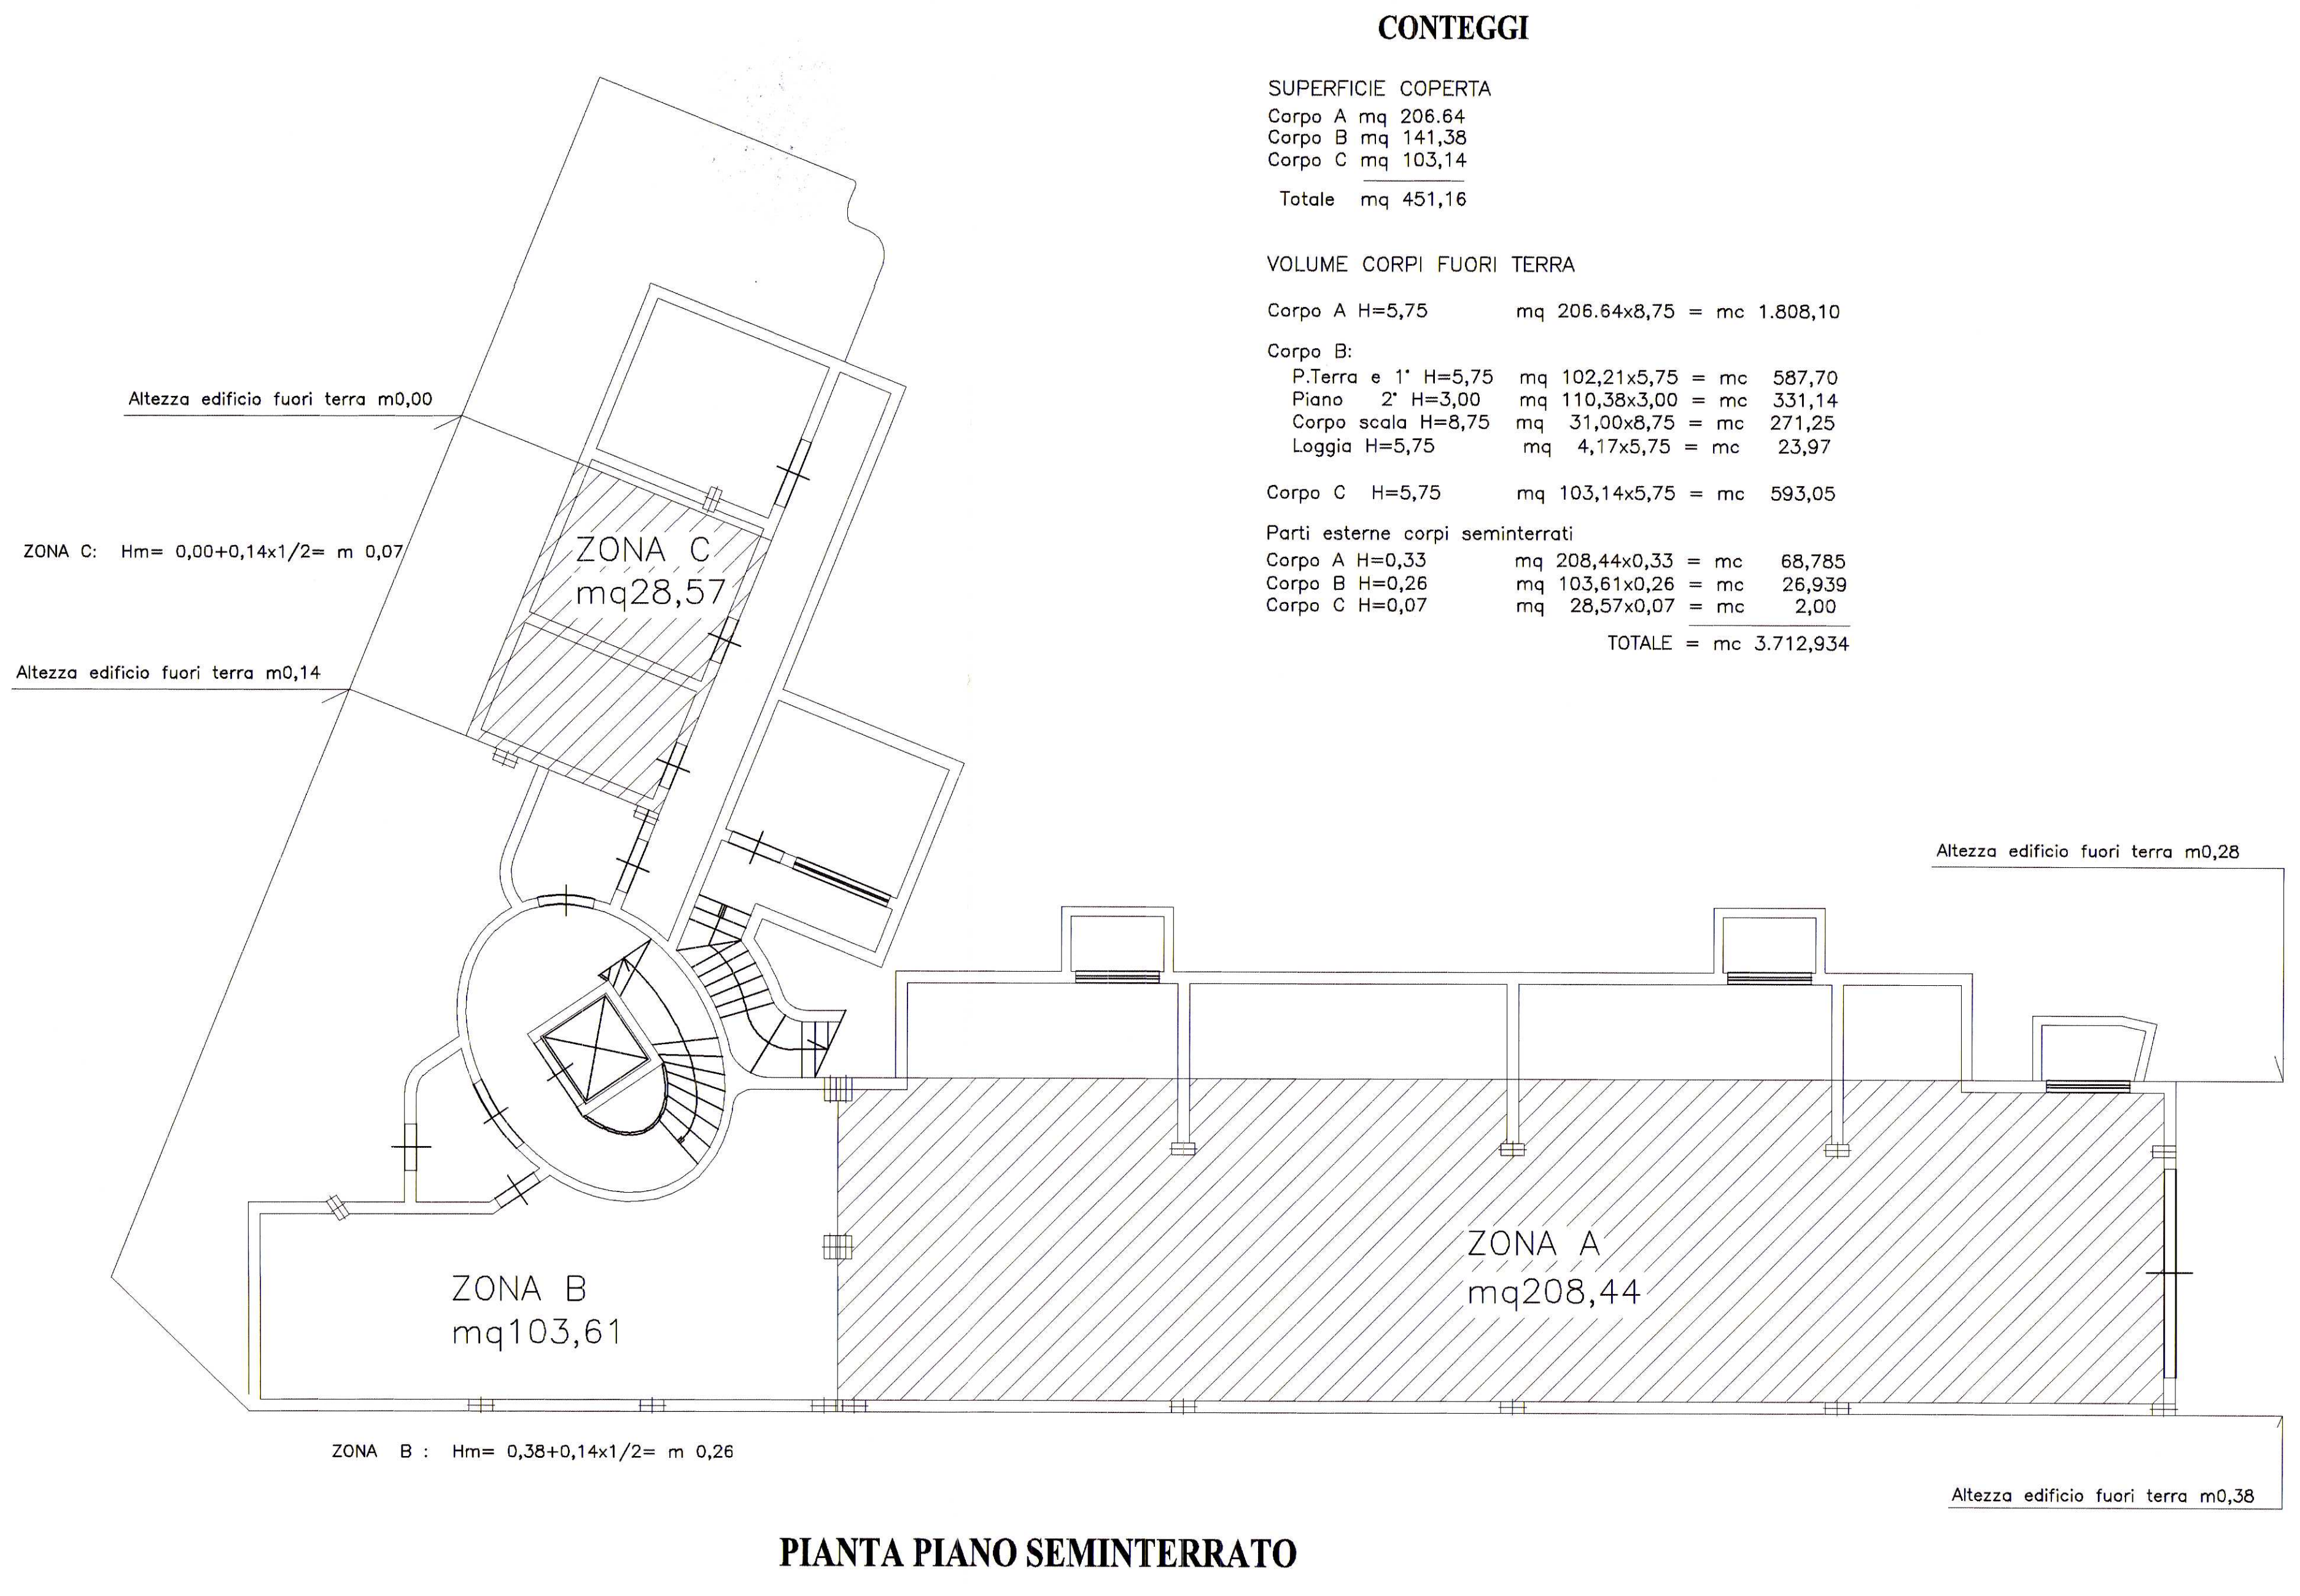 CONTEGGI
SUPERFICIE COPERTA
Corpo A mq 206.64
Corpo B mq 141,38
Corpo C mq 103,14
Totale mq 451,16
VOLUME CORPI FUORI TERRA
Corpo A H=5,75 mq 206.64x8,75 = mc 1.808,10
Corpo B:
P.Terra e 1° H=5,75 mq 102,21x5,75 = mc 587,70
Piano 2° H=3,00 mq 110,38x3,00 = mc 331,14
Corpo scala H=8,75 mq 31,00x8,75 = mc 271,25
Loggia H=5,75 mq 4,17x5,75 = mc 23,97
Corpo C H=5,75 mq 103,14x5,75 = mc 593,05
Parti esterne corpi seminterrati
Corpo A H=0,33 mq 208,44x0,33 = mc 68,785
Corpo B H=0,26 mq 103,61x0,26 = mc 26,939
Corpo C H=0,07 mq 28,57x0,07 = mc 2,00
TOTALE = mc 3.712,934
Altezza edificio fuori terra m0,00
ZONA C: Hm= 0,00+0,14x1/2= m 0,07
ZONA C
mq28,57
Altezza edificio fuori terra m0,14
Altezza edificio fuori terra m0,28
ZONA A
mq208,44
ZONA B
mq103,61
ZONA B : Hm= 0,38+0,14x1/2= m 0,26
Altezza edificio fuori terra m0,38
PIANTA PIANO SEMINTERRATO